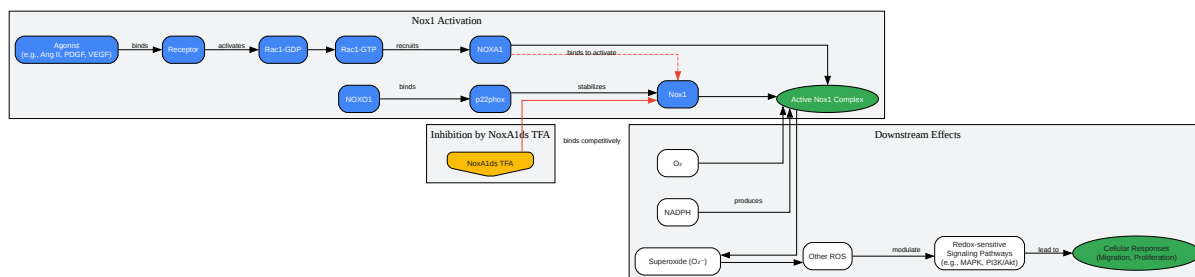 Nox1 Activation
Agonist
(e.g., Ang II, PDGF, VEGF)
binds
Receptor
activates
Rac1-GDP
Rac1-GTP
recruits
NOXA1
binds to activate
NOXO1
binds
p22phox
stabilizes
Nox1
Active Nox1 Complex
Inhibition by NoxA1ds TFA
NoxA1ds TFA
binds competitively
Downstream Effects
O₂
NADPH
produces
Superoxide (O₂⁻)
Other ROS
modulate
Redox-sensitive
Signaling Pathways
(e.g., MAPK, PI3K/Akt)
lead to
Cellular Responses
(Migration, Proliferation)